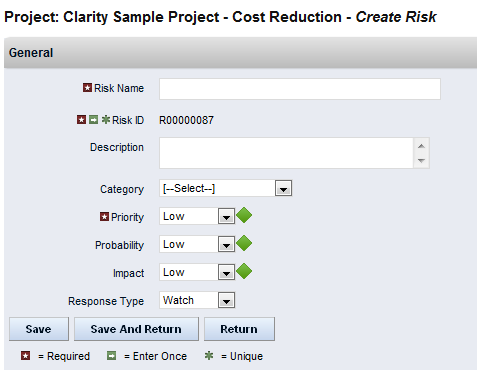 Project: Clarity Sample Project - Cost Reduction - Create Risk
General
Risk Name
Risk ID R00000087
Description
Category [--Select--]
Priority Low
Probability Low
Impact Low
Response Type Watch
Save Save And Return Return
= Required = Enter Once = Unique